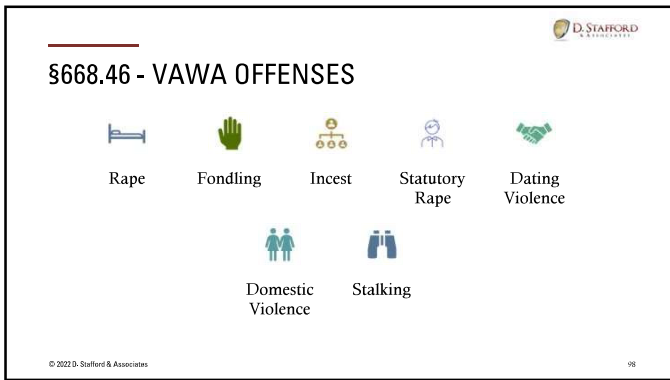 D. STAFFORD
& ASSOCIATES
§668.46 - VAWA OFFENSES
Rape
Fondling
Incest
Statutory
Rape
Dating
Violence
Domestic
Violence
Stalking
© 2022 D. Stafford & Associates
98